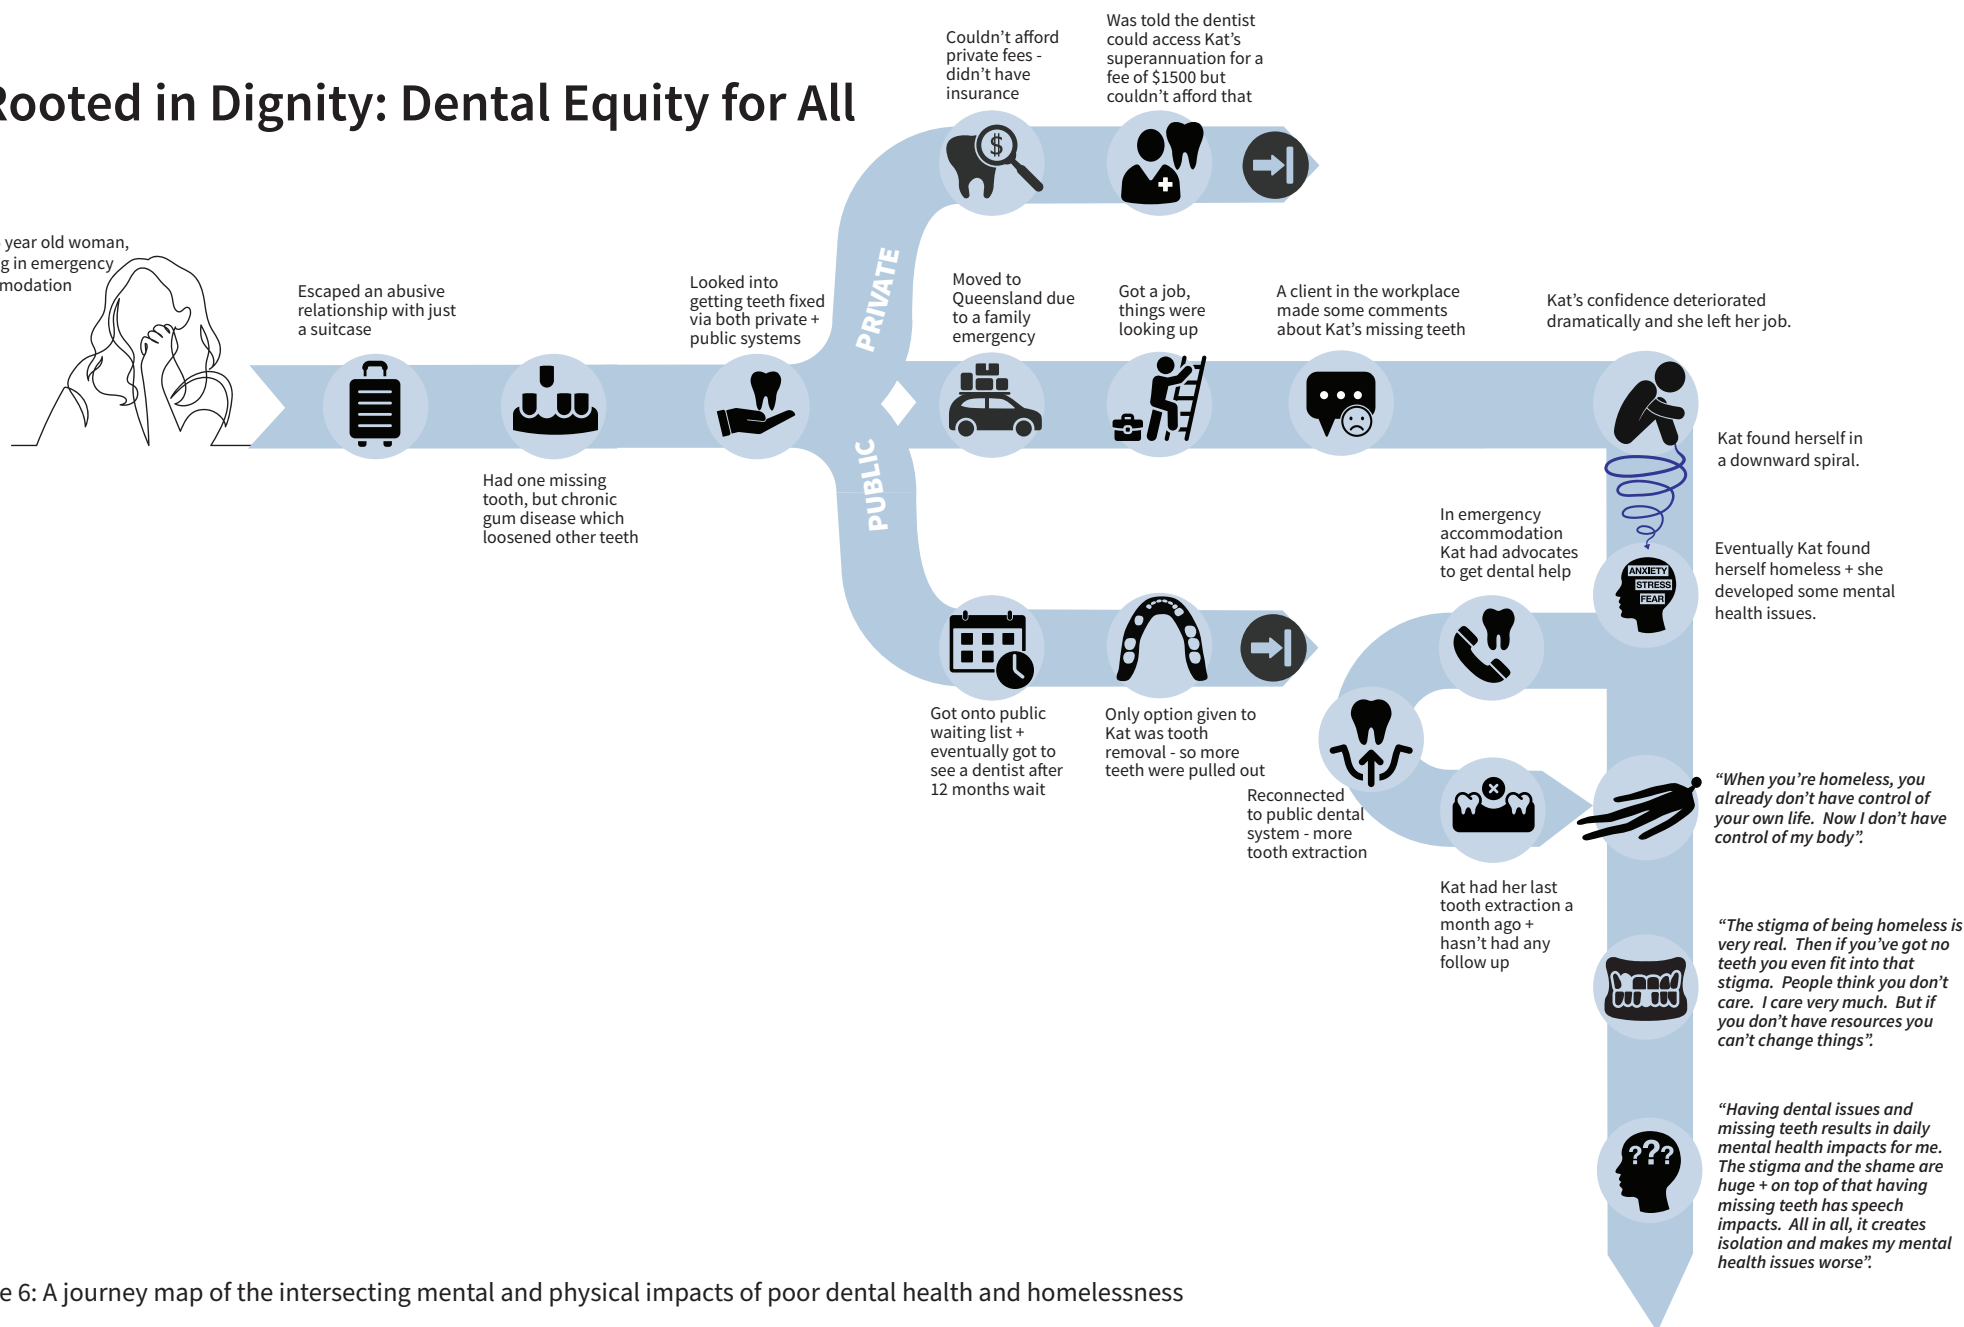 Rooted in Dignity: Dental Equity for All
year old woman,
g in emergency
modation
Escaped an abusive
relationship with just
a suitcase
Had one missing
tooth, but chronic
gum disease which
loosened other teeth
Looked into
getting teeth fixed
via both private +
public systems
PRIVATE
Couldn’t afford
private fees -
didn’t have
insurance
$
Was told the dentist
could access Kat’s
superannuation for a
fee of $1500 but
couldn’t afford that
PUBLIC
Got onto public
waiting list +
eventually got to
see a dentist after
12 months wait
Only option given to
Kat was tooth
removal - so more
teeth were pulled out
Moved to
Queensland due
to a family
emergency
Got a job,
things were
looking up
A client in the workplace
made some comments
about Kat’s missing teeth
Kat’s confidence deteriorated
dramatically and she left her job.
Kat found herself in
a downward spiral.
ANXIETY
STRESS
FEAR
Eventually Kat found
herself homeless + she
developed some mental
health issues.
In emergency
accommodation
Kat had advocates
to get dental help
Reconnected
to public dental
system - more
tooth extraction
Kat had her last
tooth extraction a
month ago +
hasn’t had any
follow up
“When you’re homeless, you
already don’t have control of
your own life.  Now I don’t have
control of my body”.
“The stigma of being homeless is
very real.  Then if you’ve got no
teeth you even fit into that
stigma.  People think you don’t
care.  I care very much.  But if
you don’t have resources you
can’t change things”.
???
“Having dental issues and
missing teeth results in daily
mental health impacts for me.
The stigma and the shame are
huge + on top of that having
missing teeth has speech
impacts.  All in all, it creates
isolation and makes my mental
health issues worse”.
e 6: A journey map of the intersecting mental and physical impacts of poor dental health and homelessness